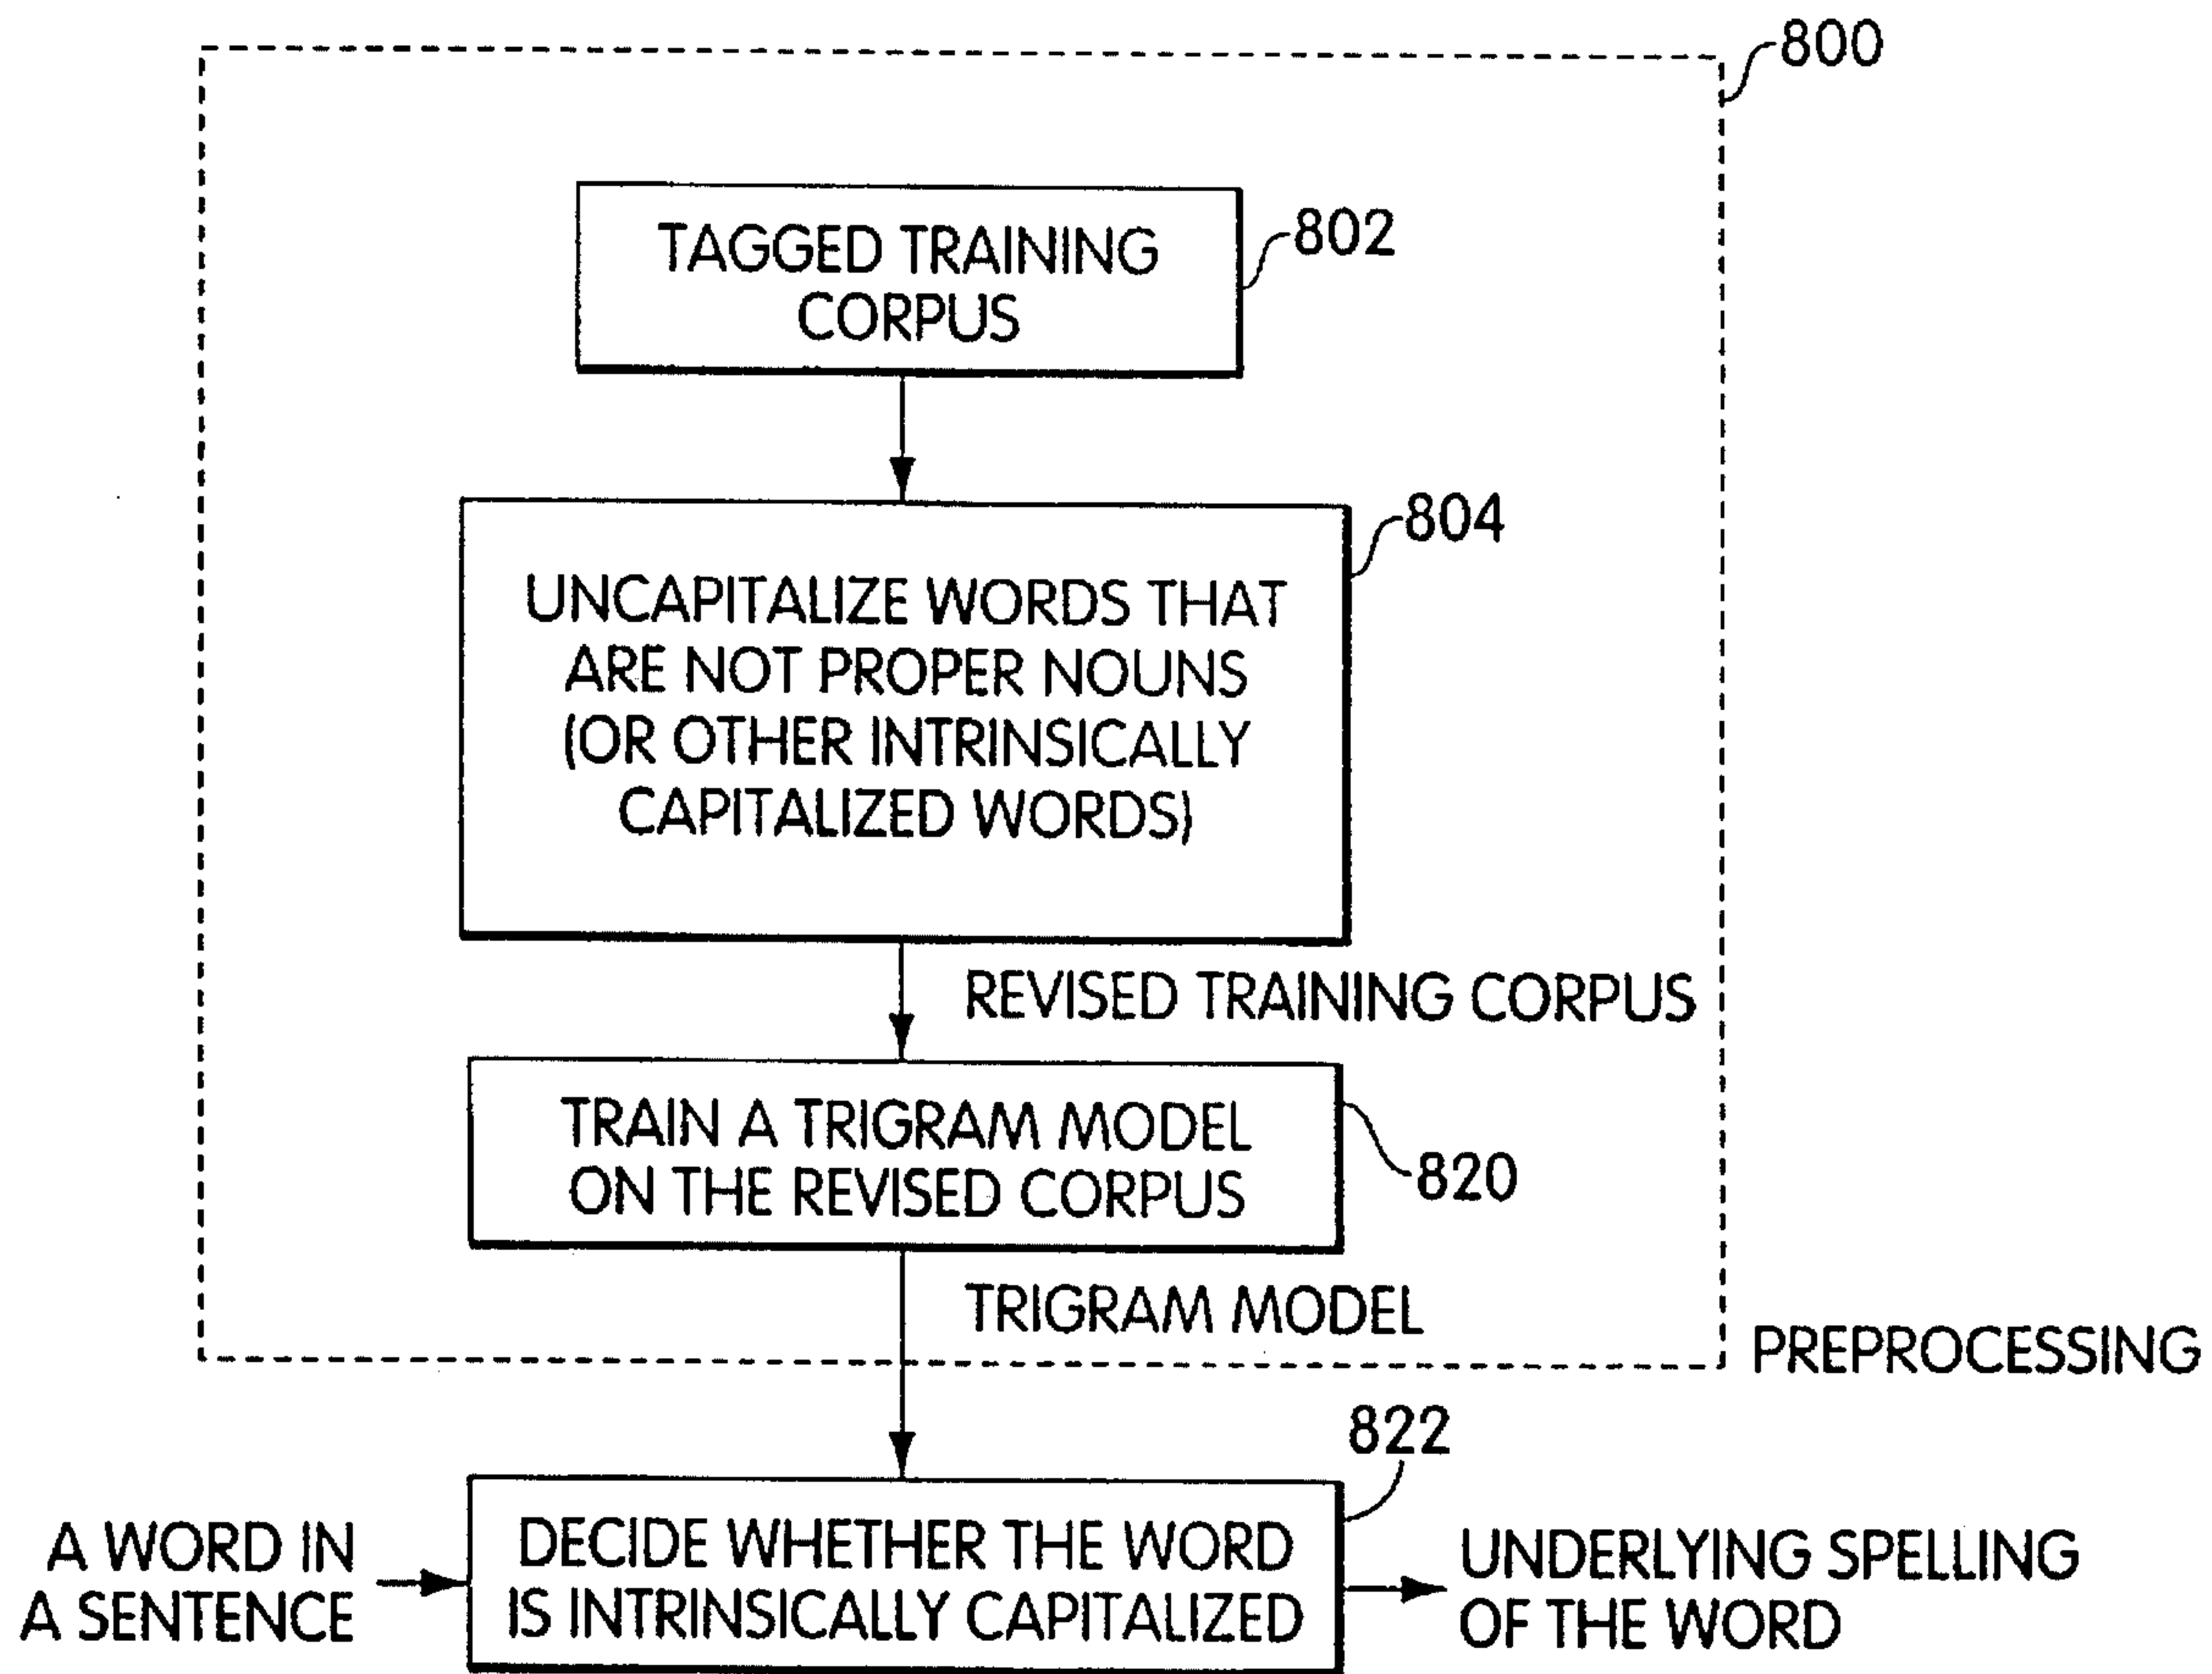 800
TAGGED TRAINING
CORPUS
802
804
UNCAPITALIZE WORDS THAT
ARE NOT PROPER NOUNS
(OR OTHER INTRINSICALLY
CAPITALIZED WORDS)
REVISED TRAINING CORPUS
TRAIN A TRIGRAM MODEL
ON THE REVISED CORPUS
820
TRIGRAM MODEL
PREPROCESSING
822
A WORD IN
A SENTENCE
DECIDE WHETHER THE WORD
IS INTRINSICALLY CAPITALIZED
UNDERLYING SPELLING
OF THE WORD